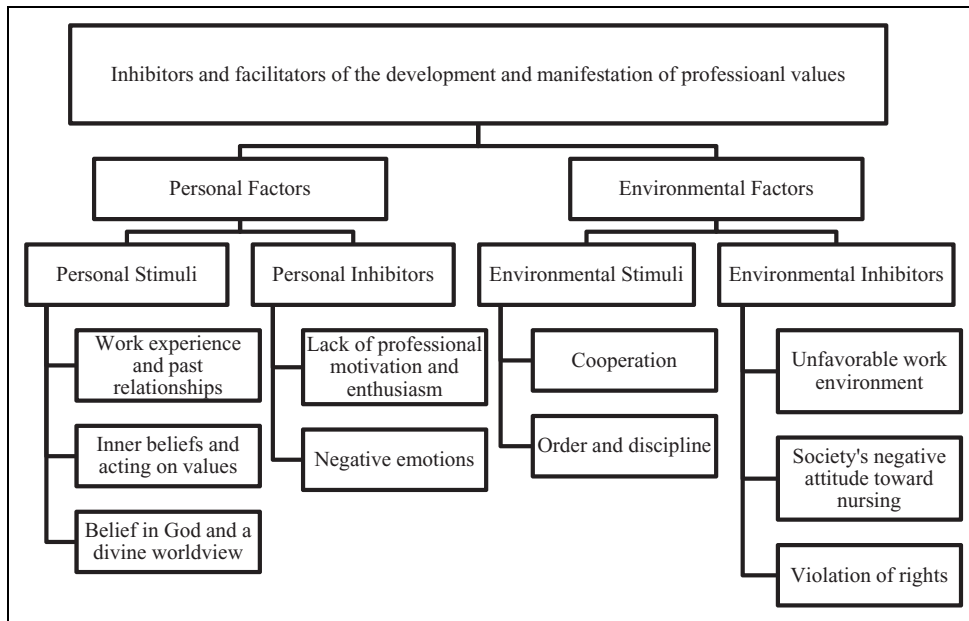 Inhibitors and facilitators of the development and manifestation of professioanl values
Personal Factors
Environmental Factors
Personal Stimuli
Personal Inhibitors
Environmental Stimuli
Environmental Inhibitors
Work experience
and past
relationships
Inner beliefs and
acting on values
Belief in God and a
divine worldview
Lack of professional
motivation and
enthusiasm
Negative emotions
Cooperation
Order and discipline
Unfavorable work
environment
Society's negative
attitude toward
nursing
Violation of rights